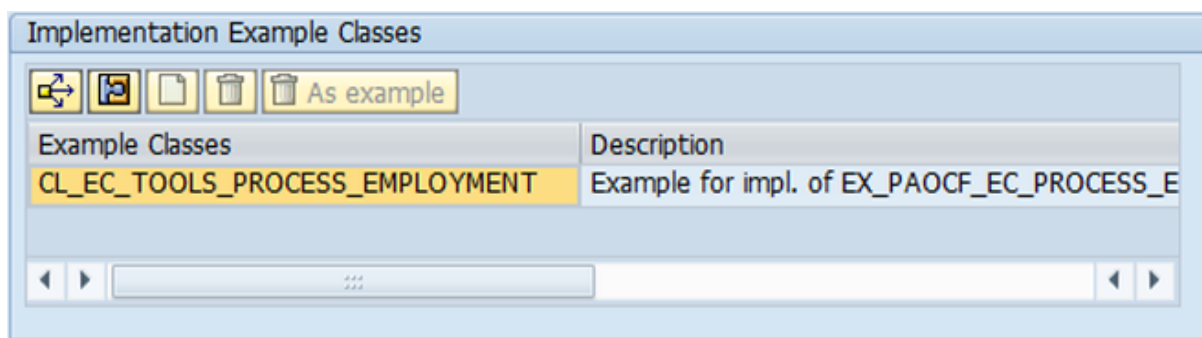 Implementation Example Classes
As example
Example Classes Description
CL_EC_TOOLS_PROCESS_EMPLOYMENT Example for impl. of EX_PAOCF_EC_PROCESS_E